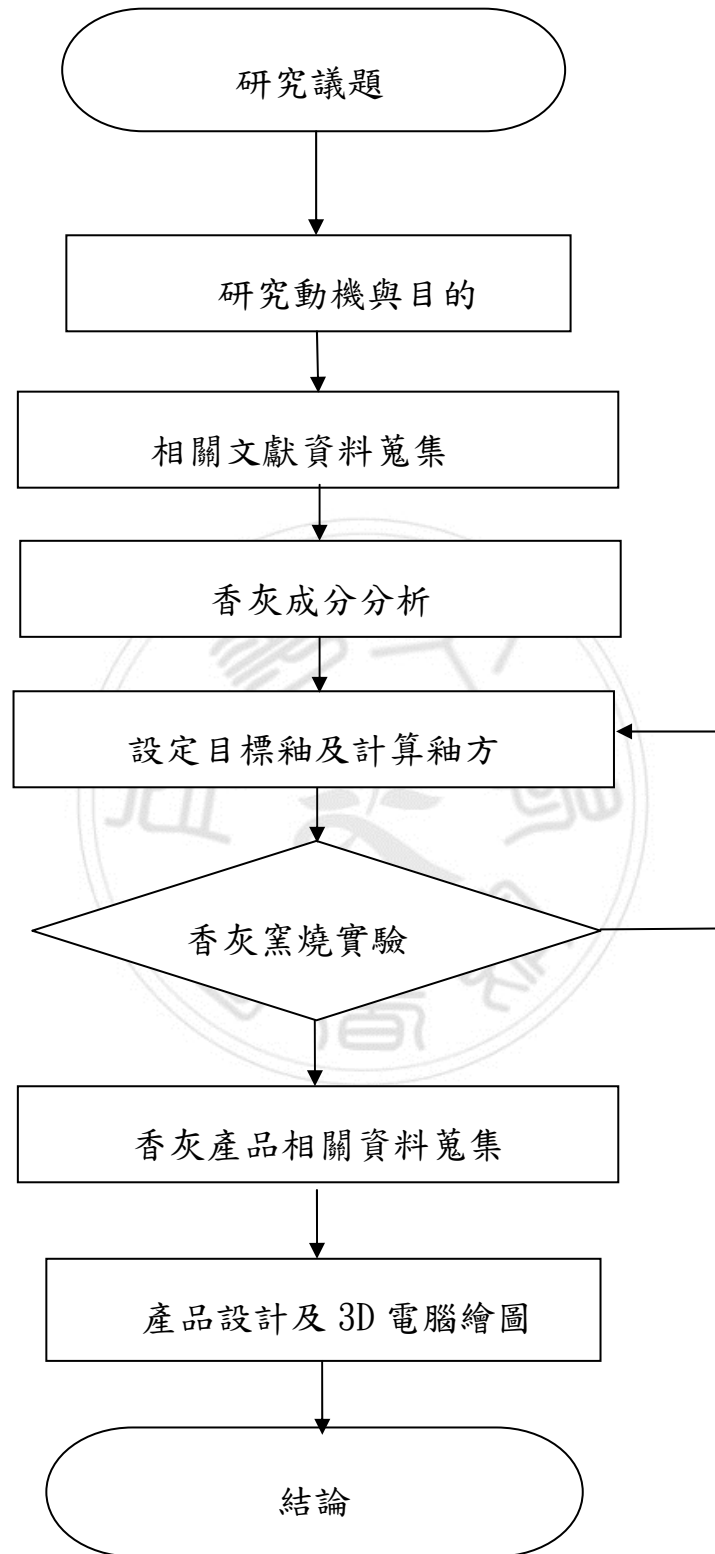 研究議題
研究動機與目的
相關文獻資料蒐集
香灰成分分析
設定目標釉及計算釉方
香灰窯燒實驗
香灰產品相關資料蒐集
產品設計及 3D 電腦繪圖
結論